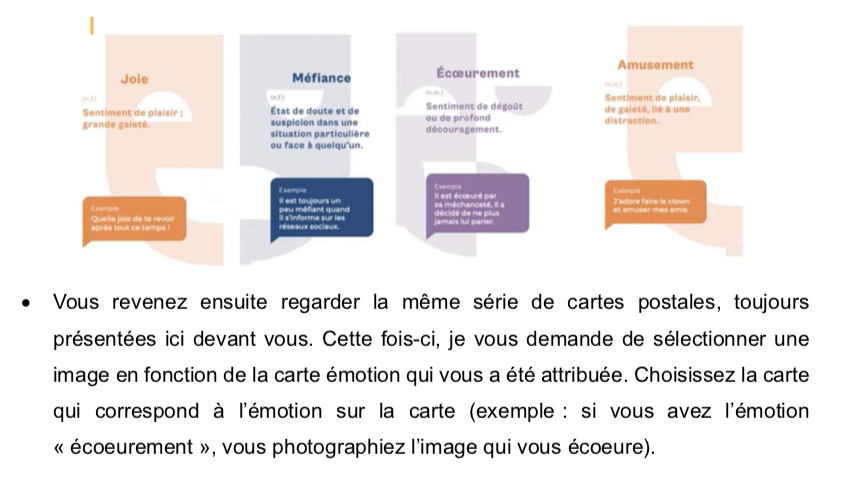 Joie
(n.f.)
Sentiment de plaisir ;
grande gaieté.
Exemple
Quelle joie de te revoir
après tout ce temps !
Méfiance
(n.f.)
État de doute et de
suspicion dans une
situation particulière
ou face à quelqu'un.
Exemple
Il est toujours un
peu méfiant quand
il s'informe sur les
réseaux sociaux.
Écœurement
(n.m.)
Sentiment de dégoût
ou de profond
découragement.
Exemple
Il est écœuré par
sa méchanceté, il a
décidé de ne plus
jamais lui parler.
Amusement
(n.m.)
Sentiment de plaisir,
de gaieté, lié à une
distraction.
Exemple
J'adore faire le clown
et amuser mes amis.
• Vous revenez ensuite regarder la même série de cartes postales, toujours
présentées ici devant vous. Cette fois-ci, je vous demande de sélectionner une
image en fonction de la carte émotion qui vous a été attribuée. Choisissez la carte
qui correspond à l'émotion sur la carte (exemple : si vous avez l'émotion
« écoeurement », vous photographiez l'image qui vous écoeure).